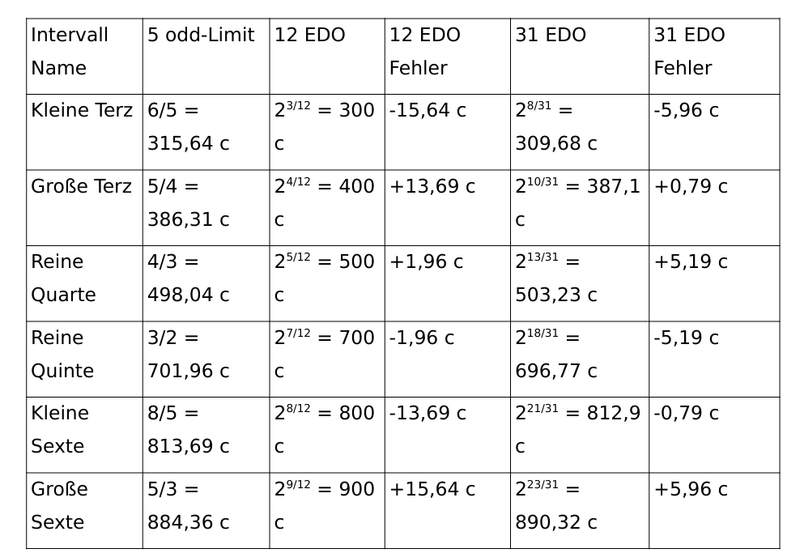 Intervall Name | 5 odd-Limit | 12 EDO | 12 EDO Fehler | 31 EDO | 31 EDO Fehler
Kleine Terz | 6/5 = 315,64 c | 2^3/12 = 300 c | -15,64 c | 2^8/31 = 309,68 c | -5,96 c
Große Terz | 5/4 = 386,31 c | 2^4/12 = 400 c | +13,69 c | 2^10/31 = 387,1 c | +0,79 c
Reine Quarte | 4/3 = 498,04 c | 2^5/12 = 500 c | +1,96 c | 2^13/31 = 503,23 c | +5,19 c
Reine Quinte | 3/2 = 701,96 c | 2^7/12 = 700 c | -1,96 c | 2^18/31 = 696,77 c | -5,19 c
Kleine Sexte | 8/5 = 813,69 c | 2^8/12 = 800 c | -13,69 c | 2^21/31 = 812,9 c | -0,79 c
Große Sexte | 5/3 = 884,36 c | 2^9/12 = 900 c | +15,64 c | 2^23/31 = 890,32 c | +5,96 c